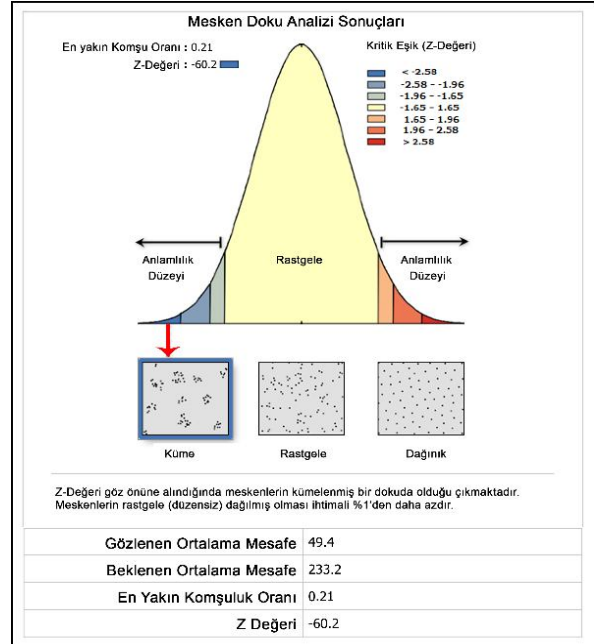 Mesken Doku Analizi Sonuçları
En yakın Komşu Oranı : 0.21
Z-Değeri : -60.2
Kritik Eşik (Z-Değeri)
< -2.58
-2.58 - -1.96
-1.96 - -1.65
-1.65 - 1.65
1.65 - 1.96
1.96 - 2.58
> 2.58
Anlamlılık
Düzeyi
Rastgele
Anlamlılık
Düzeyi
Küme
Rastgele
Dağınık
Z-Değeri göz önüne alındığında meskenlerin kümelenmiş bir dokuda olduğu çıkmaktadır.
Meskenlerin rastgele (düzensiz) dağılmış olması ihtimali %1'den daha azdır.
Gözlenen Ortalama Mesafe 49.4
Beklenen Ortalama Mesafe 233.2
En Yakın Komşuluk Oranı 0.21
Z Değeri -60.2